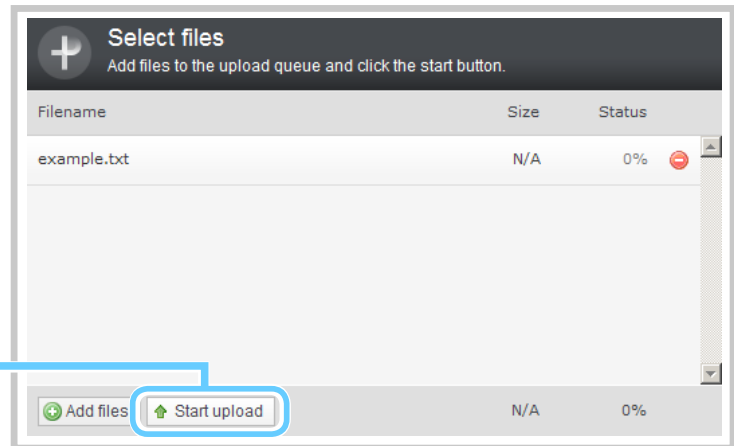 Select files
Add files to the upload queue and click the start button.
Filename Size Status
example.txt N/A 0%
Add files Start upload N/A 0%